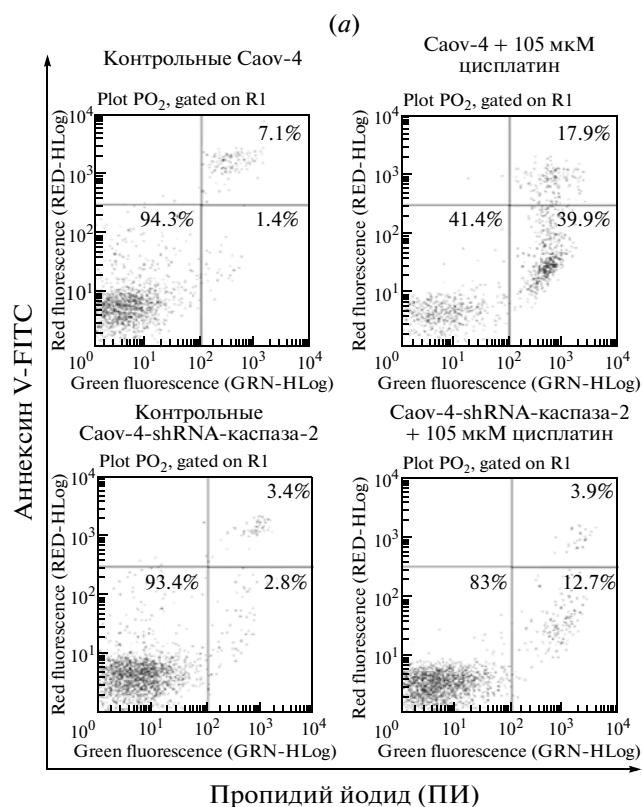 (а)
Контрольные Caov-4
Caov-4 + 105 мкМ
цисплатин
Plot PO2, gated on R1
Plot PO2, gated on R1
Аннексин V-FITC
Red fluorescence (RED-HLog)
10^4
10^3
10^2
10^1
7.1%
94.3%
1.4%
10^0 10^1 10^2 10^3 10^4
Green fluorescence (GRN-HLog)
Red fluorescence (RED-HLog)
10^4
10^3
10^2
10^1
17.9%
41.4%
39.9%
10^0 10^1 10^2 10^3 10^4
Green fluorescence (GRN-HLog)
Контрольные
Caov-4-shRNA-каспаза-2
Caov-4-shRNA-каспаза-2
+ 105 мкМ цисплатин
Plot PO2, gated on R1
Plot PO2, gated on R1
Red fluorescence (RED-HLog)
10^4
10^3
10^2
10^1
3.4%
93.4%
2.8%
10^0 10^1 10^2 10^3 10^4
Green fluorescence (GRN-HLog)
Red fluorescence (RED-HLog)
10^4
10^3
10^2
10^1
3.9%
83%
12.7%
10^0 10^1 10^2 10^3 10^4
Green fluorescence (GRN-HLog)
Пропидий йодид (ПИ)